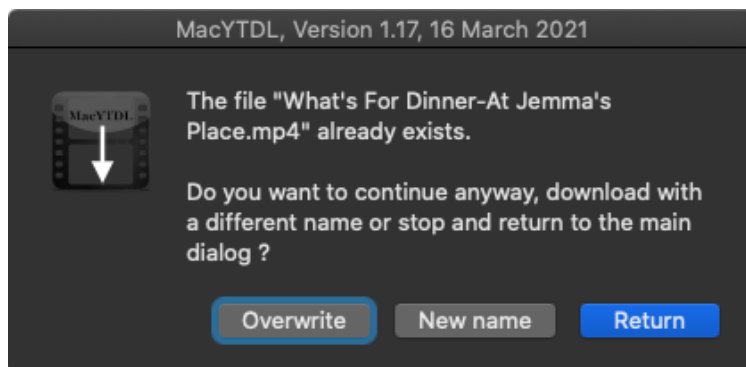 MacYTDL, Version 1.17, 16 March 2021
MacYTDL
The file "What's For Dinner-At Jemma's
Place.mp4" already exists.
Do you want to continue anyway, download with
a different name or stop and return to the main
dialog ?
Overwrite New name Return